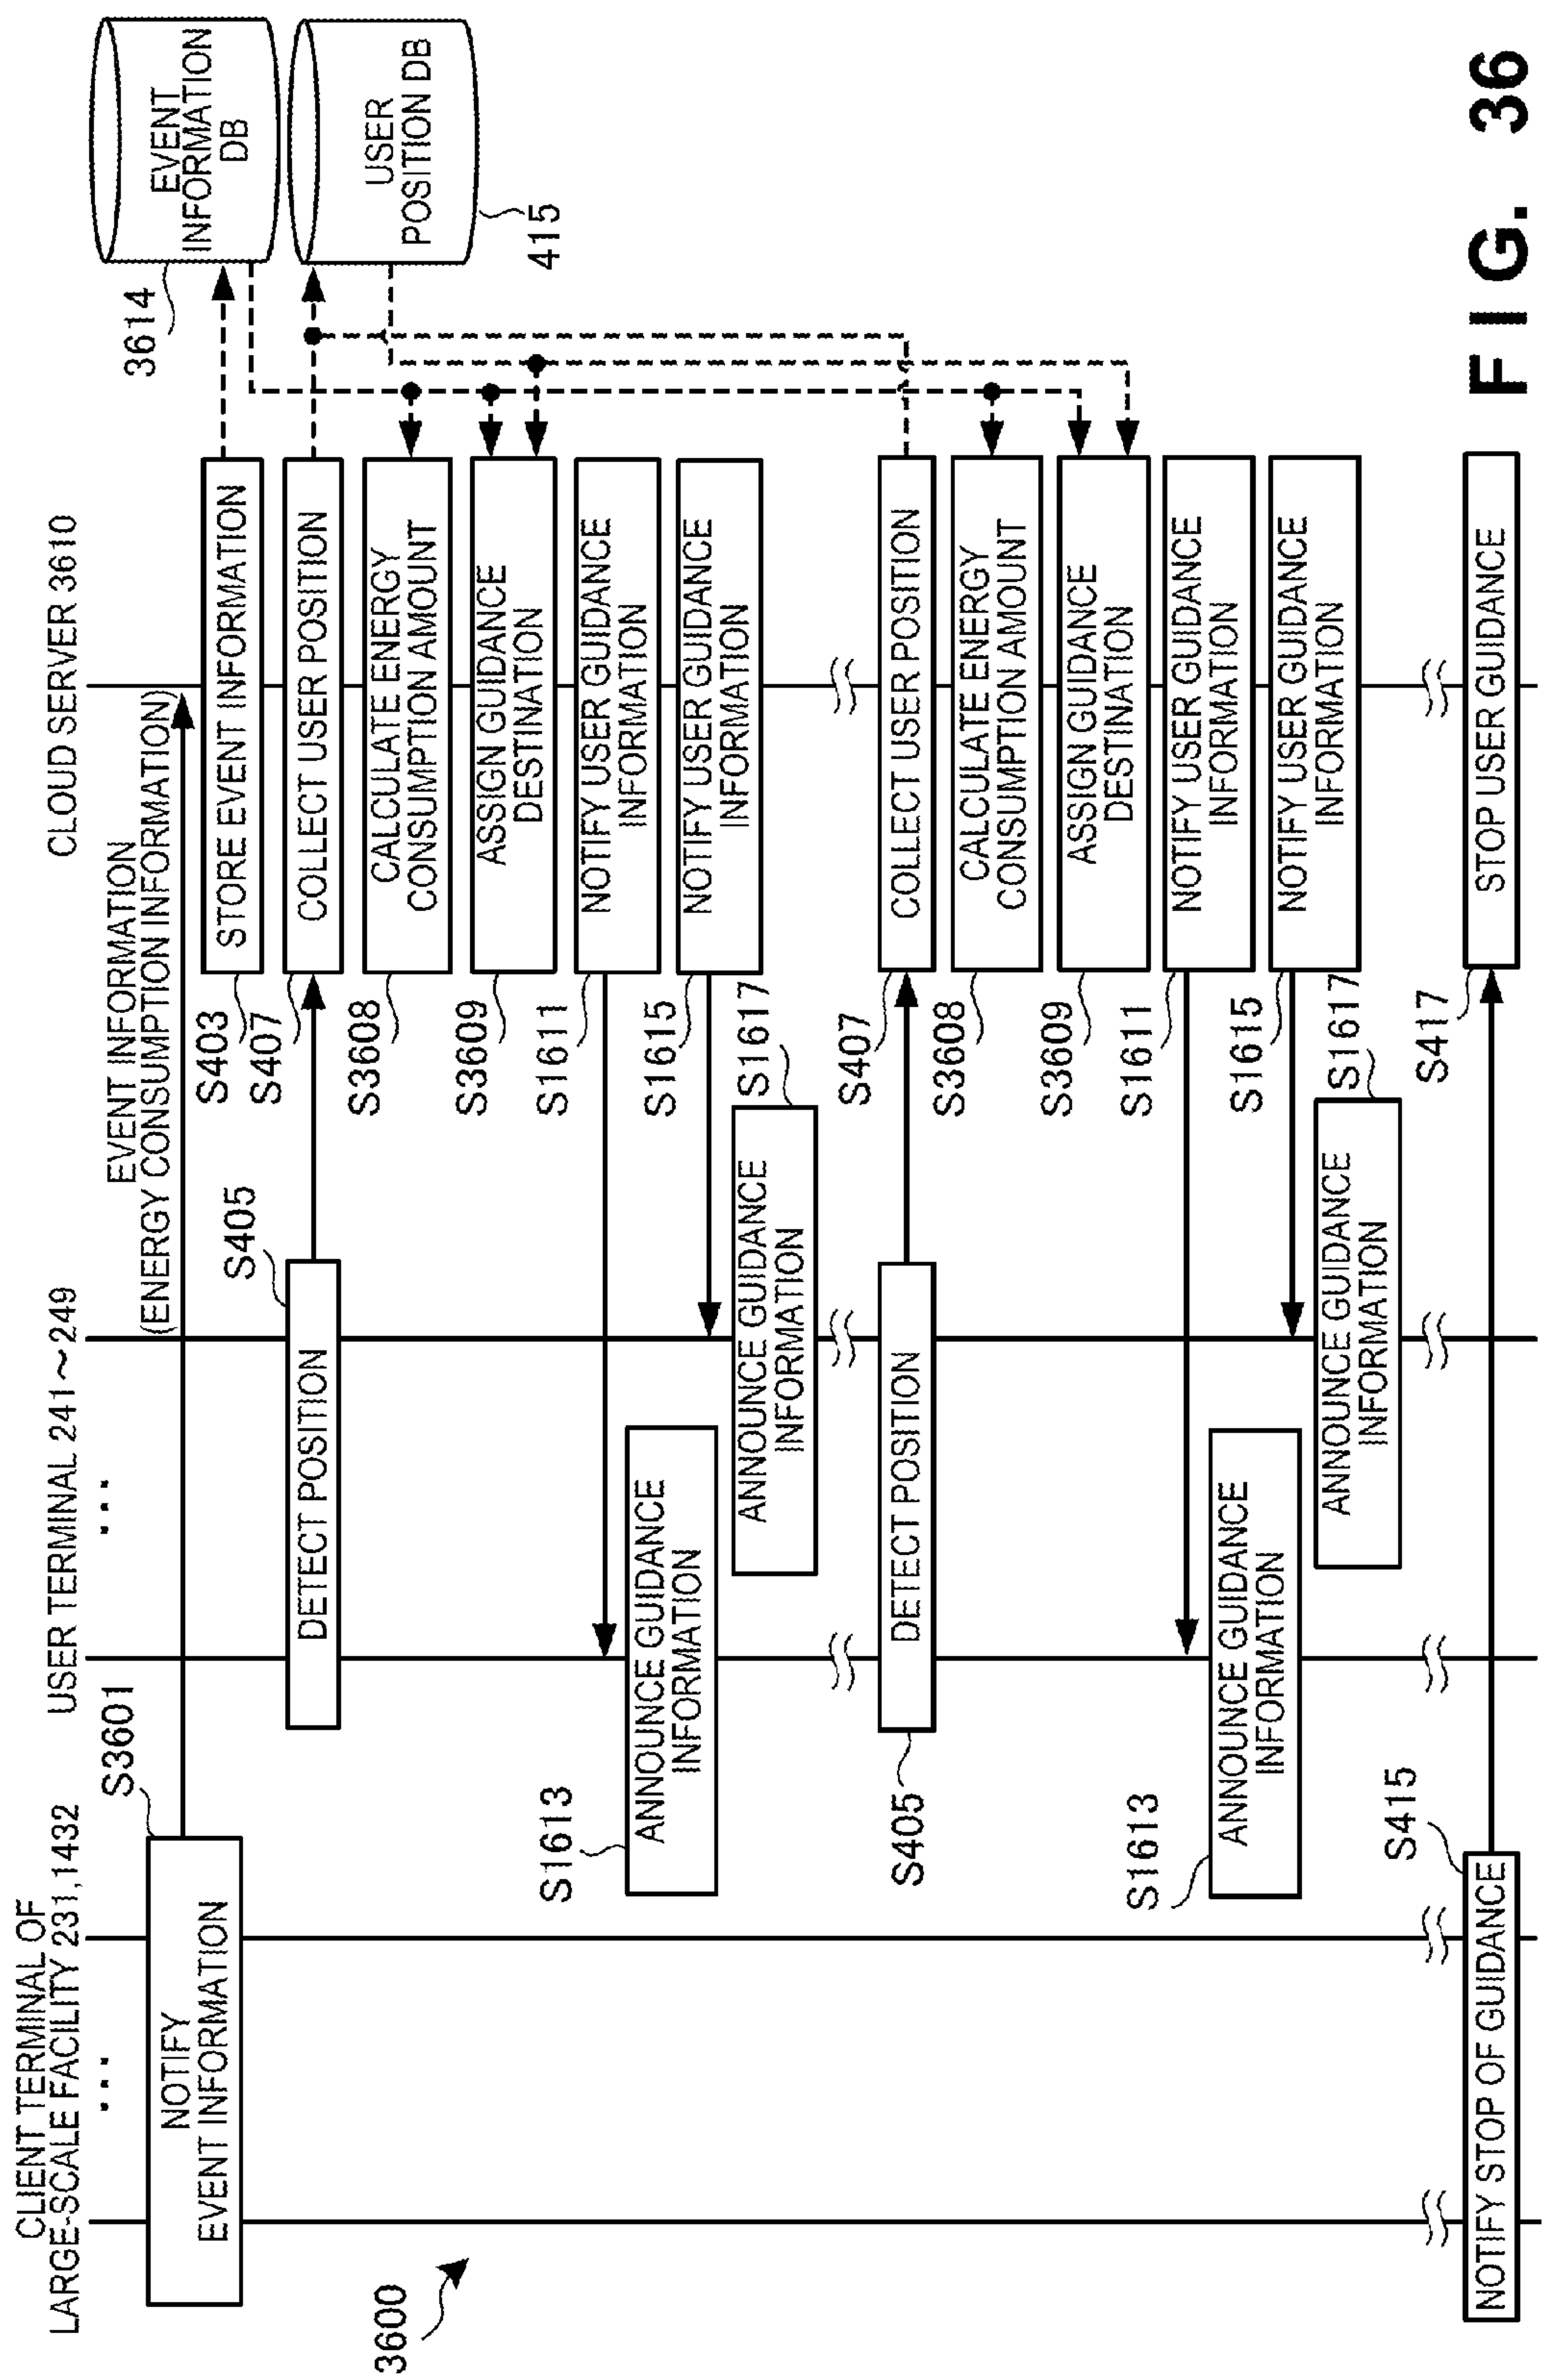 CLIENT TERMINAL OF
LARGE-SCALE FACILITY 231,1432
...
USER TERMINAL 241~249
...
CLOUD SERVER 3610
S3601
NOTIFY
EVENT INFORMATION
EVENT INFORMATION
(ENERGY CONSUMPTION INFORMATION)
S403
STORE EVENT INFORMATION
3614
EVENT
INFORMATION
DB
S405
DETECT POSITION
S407
COLLECT USER POSITION
USER
POSITION DB
415
S3608
CALCULATE ENERGY
CONSUMPTION AMOUNT
S3609
ASSIGN GUIDANCE
DESTINATION
3600
S1611
NOTIFY USER GUIDANCE
INFORMATION
S1613
ANNOUNCE GUIDANCE
INFORMATION
S1615
NOTIFY USER GUIDANCE
INFORMATION
S1617
ANNOUNCE GUIDANCE
INFORMATION
S405
DETECT POSITION
S407
COLLECT USER POSITION
S3608
CALCULATE ENERGY
CONSUMPTION AMOUNT
S3609
ASSIGN GUIDANCE
DESTINATION
S1611
NOTIFY USER GUIDANCE
INFORMATION
S1613
ANNOUNCE GUIDANCE
INFORMATION
S1615
NOTIFY USER GUIDANCE
INFORMATION
S1617
ANNOUNCE GUIDANCE
INFORMATION
S415
NOTIFY STOP OF GUIDANCE
S417
STOP USER GUIDANCE
FIG. 36